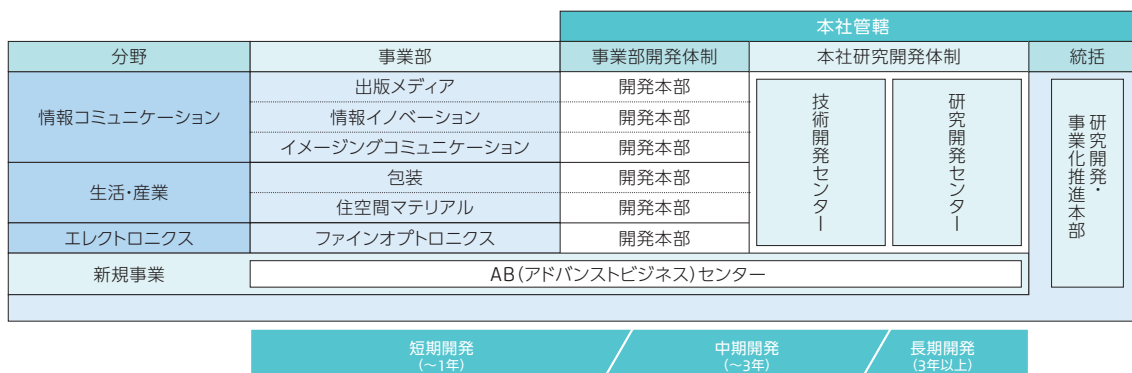 本社管轄
分野 事業部 事業部開発体制 本社研究開発体制 統括
情報コミュニケーション
出版メディア 開発本部
情報イノベーション 開発本部
イメージングコミュニケーション 開発本部
生活・産業
包装 開発本部
住空間マテリアル 開発本部
エレクトロニクス ファインオプトロニクス 開発本部
技術開発センター
研究開発センター
研究開発・
事業化推進本部
新規事業 AB(アドバンストビジネス)センター
短期開発
(~1年)
中期開発
(~3年)
長期開発
(3年以上)